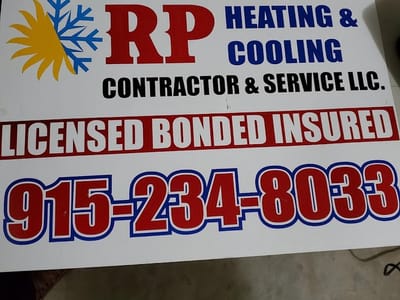 RP HEATING &
COOLING
CONTRACTOR & SERVICE LLC.
LICENSED BONDED INSURED
915-234-8033